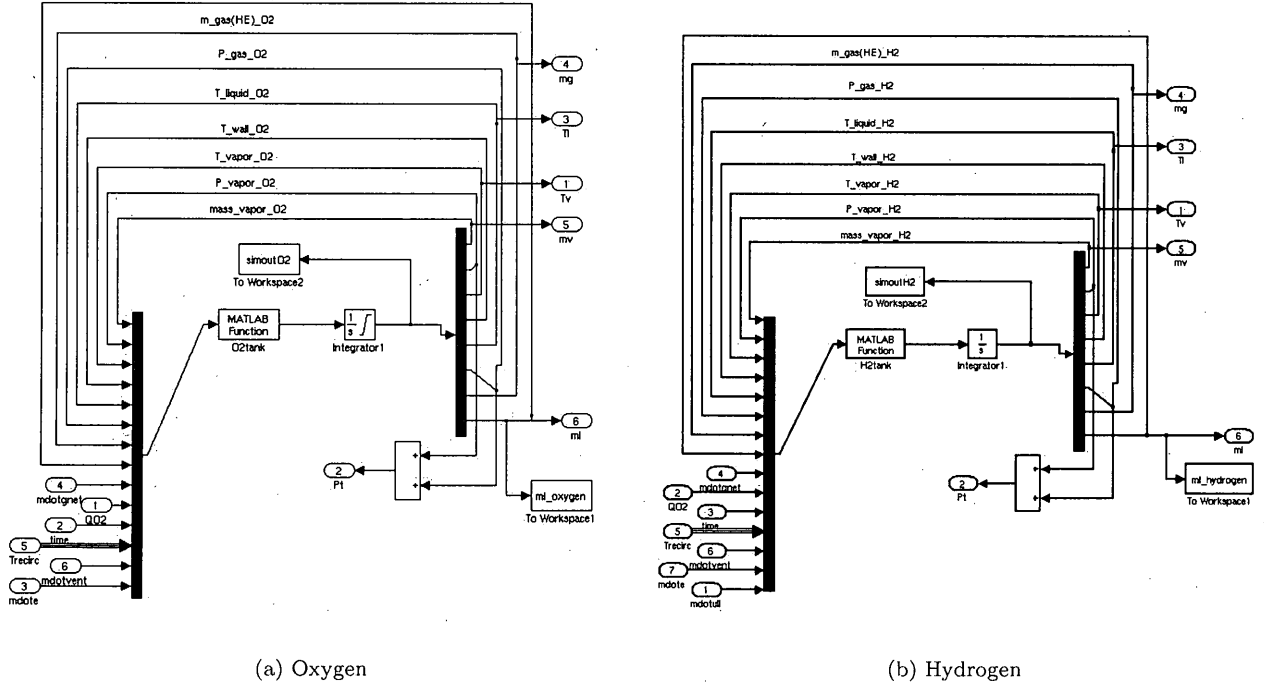 m_gas(HE)_O2
P_gas_O2
4
mg
T_liquid_O2
3
Tl
T_wall_O2
T_vapor_O2
1
Tv
P_vapor_O2
mass_vapor_O2
5
mv
simoutO2
To Workspace2
MATLAB
Function
O2tank
1
s
Integrator1
6
ml
2
P1
+
+
ml_oxygen
To Workspace1
4
mdotgnet
1
QO2
2
time
5
Trecirc
6
mdotvent
3
mdote
(a) Oxygen
m_gas(HE)_H2
P_gas_H2
4
mg
T_liquid_H2
3
Tl
T_wall_H2
T_vapor_H2
1
Tv
P_vapor_H2
mass_vapor_H2
5
mv
simoutH2
To Workspace2
MATLAB
Function
H2tank
1
s
Integrator1
6
ml
2
P1
+
+
ml_hydrogen
To Workspace1
4
mdotgnet
2
QO2
3
time
5
Trecirc
6
mdotvent
7
mdote
1
mdotull
(b) Hydrogen